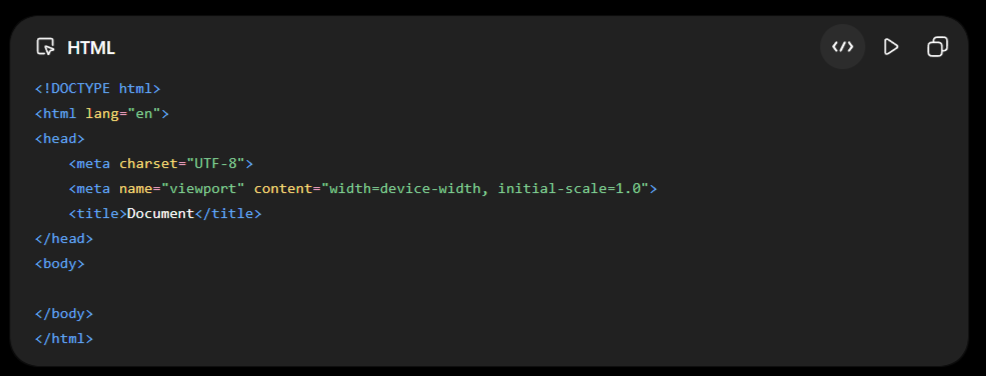 HTML
<!DOCTYPE html>
<html lang="en">
<head>
    <meta charset="UTF-8">
    <meta name="viewport" content="width=device-width, initial-scale=1.0">
    <title>Document</title>
</head>
<body>

</body>
</html>